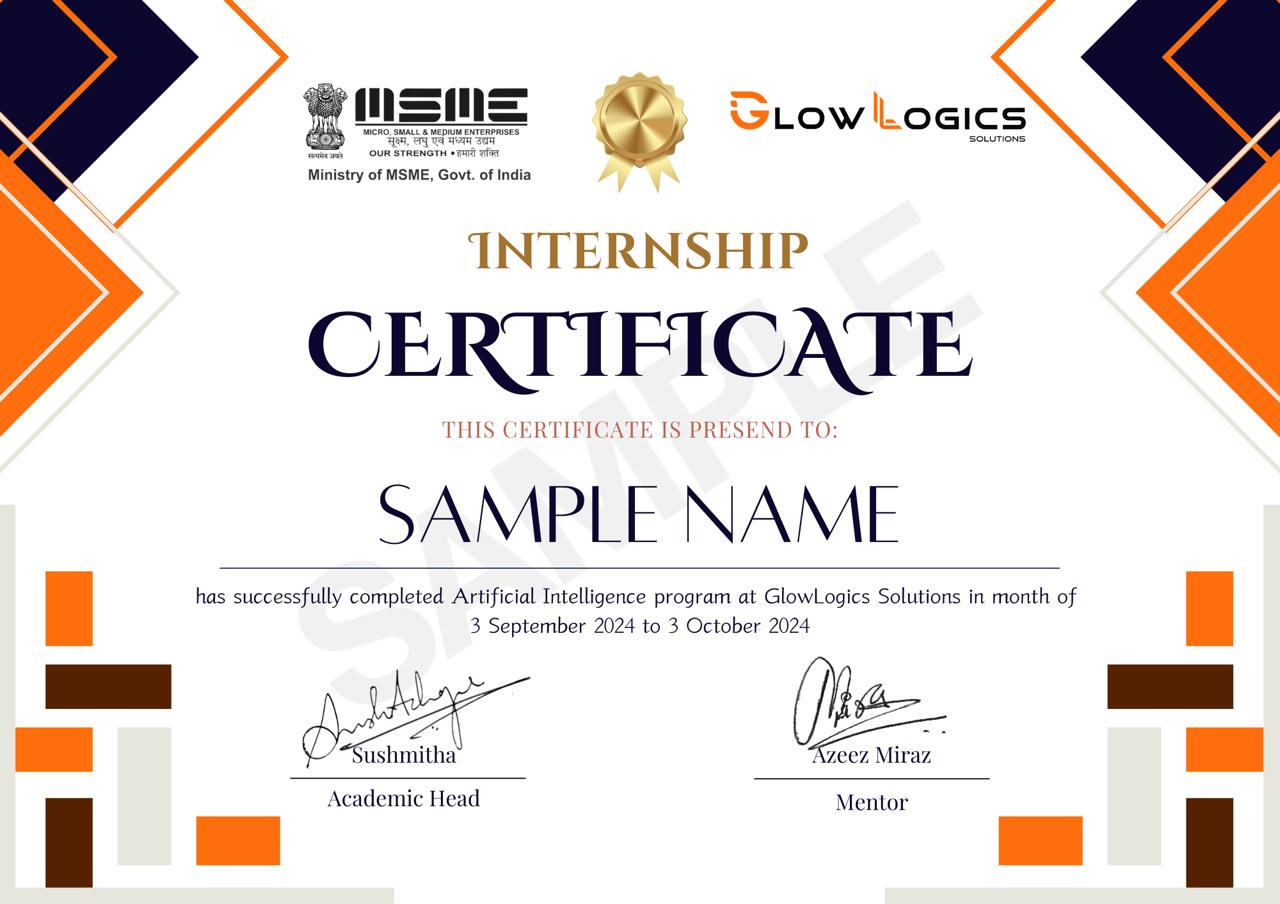 MSME
MICRO, SMALL & MEDIUM ENTERPRISES
सूक्ष्म, लघु एवं मध्यम उद्यम
OUR STRENGTH • हमारी शक्ति
सत्यमेव जयते
Ministry of MSME, Govt. of India
GLOW LOGICS
SOLUTIONS
INTERNSHIP
CERTIFICATE
THIS CERTIFICATE IS PRESEND TO:
SAMPLE NAME
SAMPLE
has successfully completed Artificial Intelligence program at GlowLogics Solutions in month of
3 September 2024 to 3 October 2024
Sushmitha
Academic Head
Azeez Miraz
Mentor